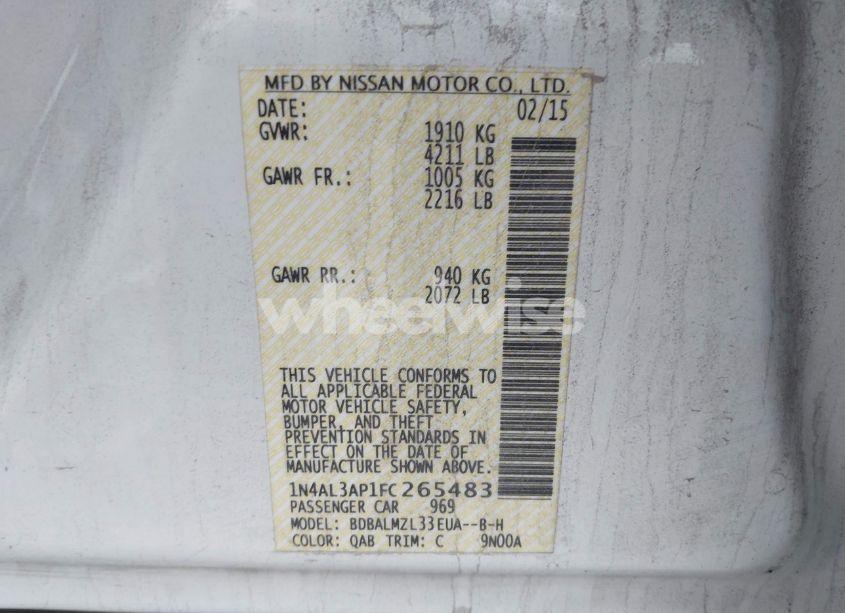 MFD BY NISSAN MOTOR CO., LTD.
DATE: 02/15
GVWR: 1910 KG
4211 LB
GAWR FR.: 1005 KG
2216 LB
GAWR RR.: 940 KG
2072 LB
wheelwise
THIS VEHICLE CONFORMS TO
ALL APPLICABLE FEDERAL
MOTOR VEHICLE SAFETY,
BUMPER, AND THEFT
PREVENTION STANDARDS IN
EFFECT ON THE DATE OF
MANUFACTURE SHOWN ABOVE.
1N4AL3AP1FC265483
PASSENGER CAR 969
MODEL: BDBALMZL33EUA--B-H
COLOR: QAB TRIM: C 9N00A